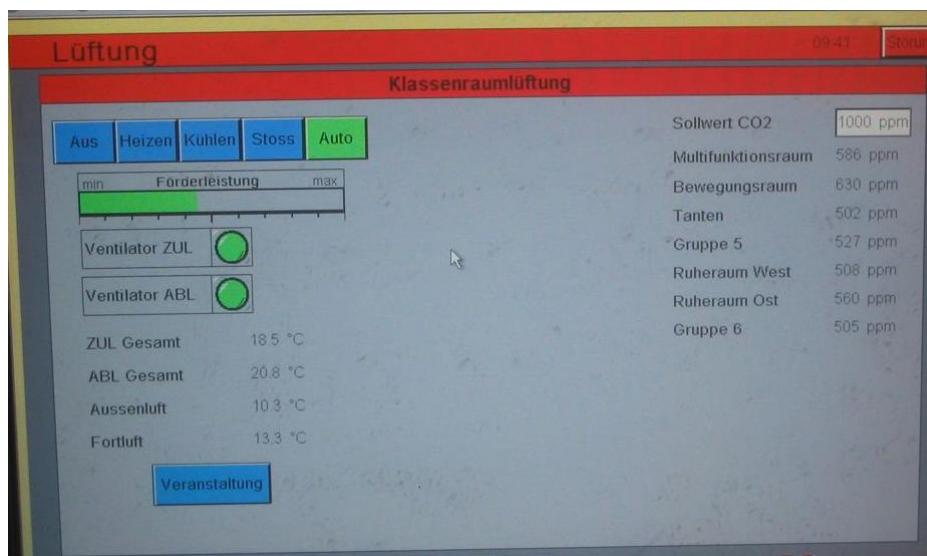 Lüftung 09:41
Klassenraumlüftung
Aus Heizen Kühlen Stoss Auto
min Förderleistung max
Ventilator ZUL
Ventilator ABL
ZUL Gesamt 18.5 °C
ABL Gesamt 20.8 °C
Aussenluft 10.3 °C
Fortluft 13.3 °C
Veranstaltung
Sollwert CO2 1000 ppm
Multifunktionsraum 586 ppm
Bewegungsraum 630 ppm
Tanten 502 ppm
Gruppe 5 527 ppm
Ruheraum West 508 ppm
Ruheraum Ost 560 ppm
Gruppe 6 505 ppm